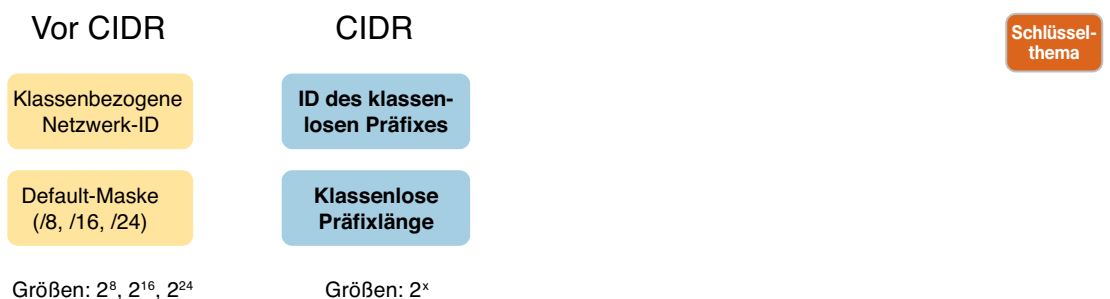 Vor CIDR
CIDR
Schlüssel-
thema
Klassenbezogene
Netzwerk-ID
ID des klassen-
losen Präfixes
Default-Maske
(/8, /16, /24)
Klassenlose
Präfixlänge
Größen: 2⁸, 2¹⁶, 2²⁴
Größen: 2ˣ